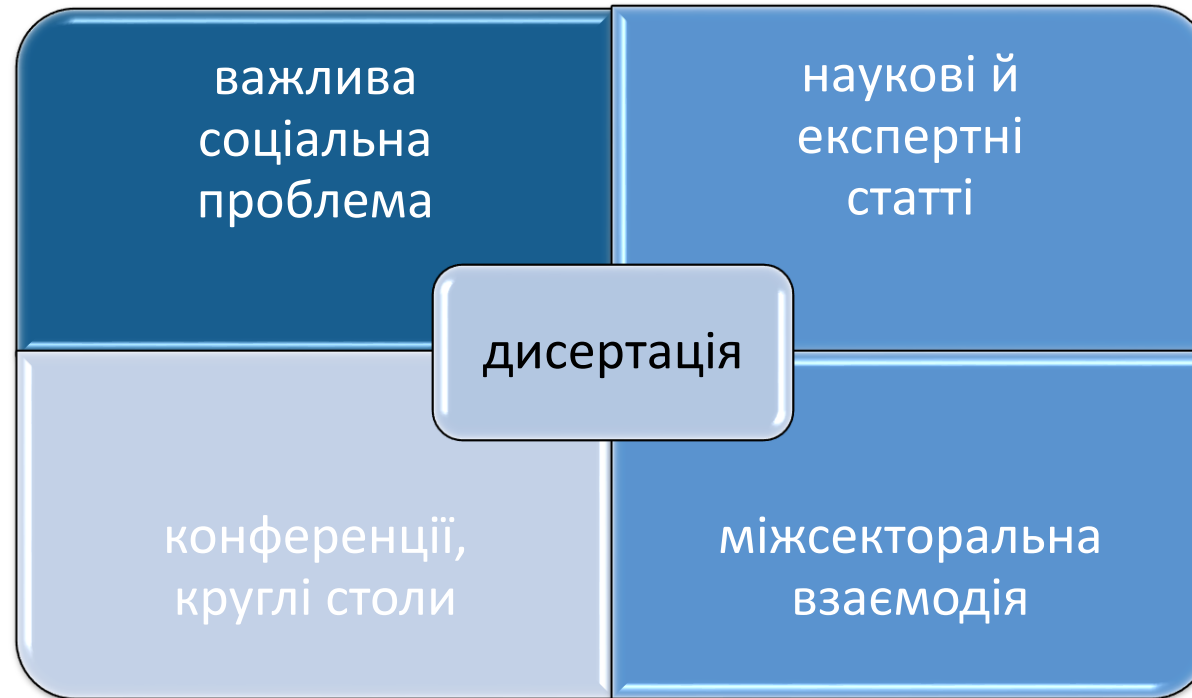 важлива
соціальна
проблема
наукові й
експертні
статті
дисертація
конференції,
круглі столи
міжсекторальна
взаємодія